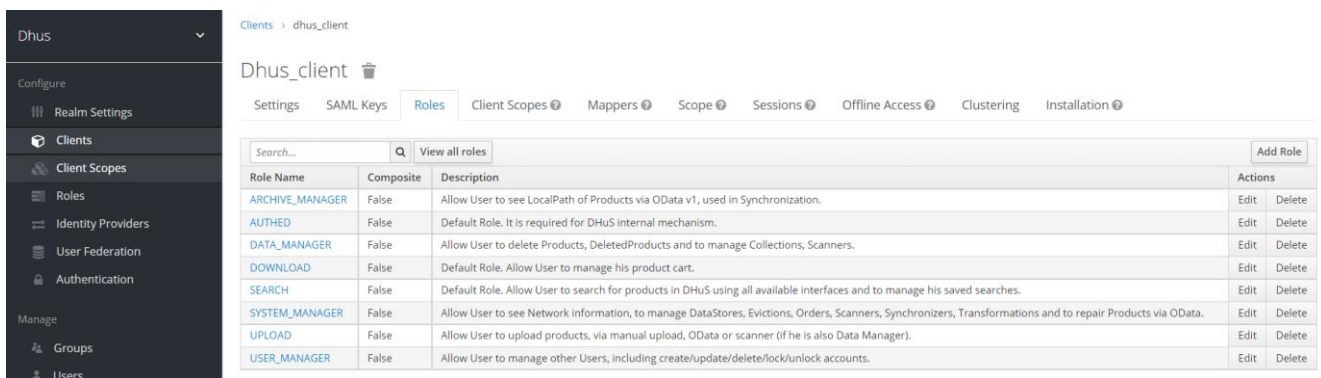 Dhus
Configure
Realm Settings
Clients
Client Scopes
Roles
Identity Providers
User Federation
Authentication
Manage
Groups
Users
Clients > dhus_client
Dhus_client
Settings SAML Keys Roles Client Scopes Mappers Scope Sessions Offline Access Clustering Installation
Search... View all roles Add Role
Role Name Composite Description Actions
ARCHIVE_MANAGER False Allow User to see LocalPath of Products via OData v1, used in Synchronization. Edit Delete
AUTHED False Default Role. It is required for DHuS internal mechanism. Edit Delete
DATA_MANAGER False Allow User to delete Products, DeletedProducts and to manage Collections, Scanners. Edit Delete
DOWNLOAD False Default Role. Allow User to manage his product cart. Edit Delete
SEARCH False Default Role. Allow User to search for products in DHuS using all available interfaces and to manage his saved searches. Edit Delete
SYSTEM_MANAGER False Allow User to see Network information, to manage DataStores, Evictions, Orders, Scanners, Synchronizers, Transformations and to repair Products via OData. Edit Delete
UPLOAD False Allow User to upload products, via manual upload, OData or scanner (if he is also Data Manager). Edit Delete
USER_MANAGER False Allow User to manage other Users, including create/update/delete/lock/unlock accounts. Edit Delete